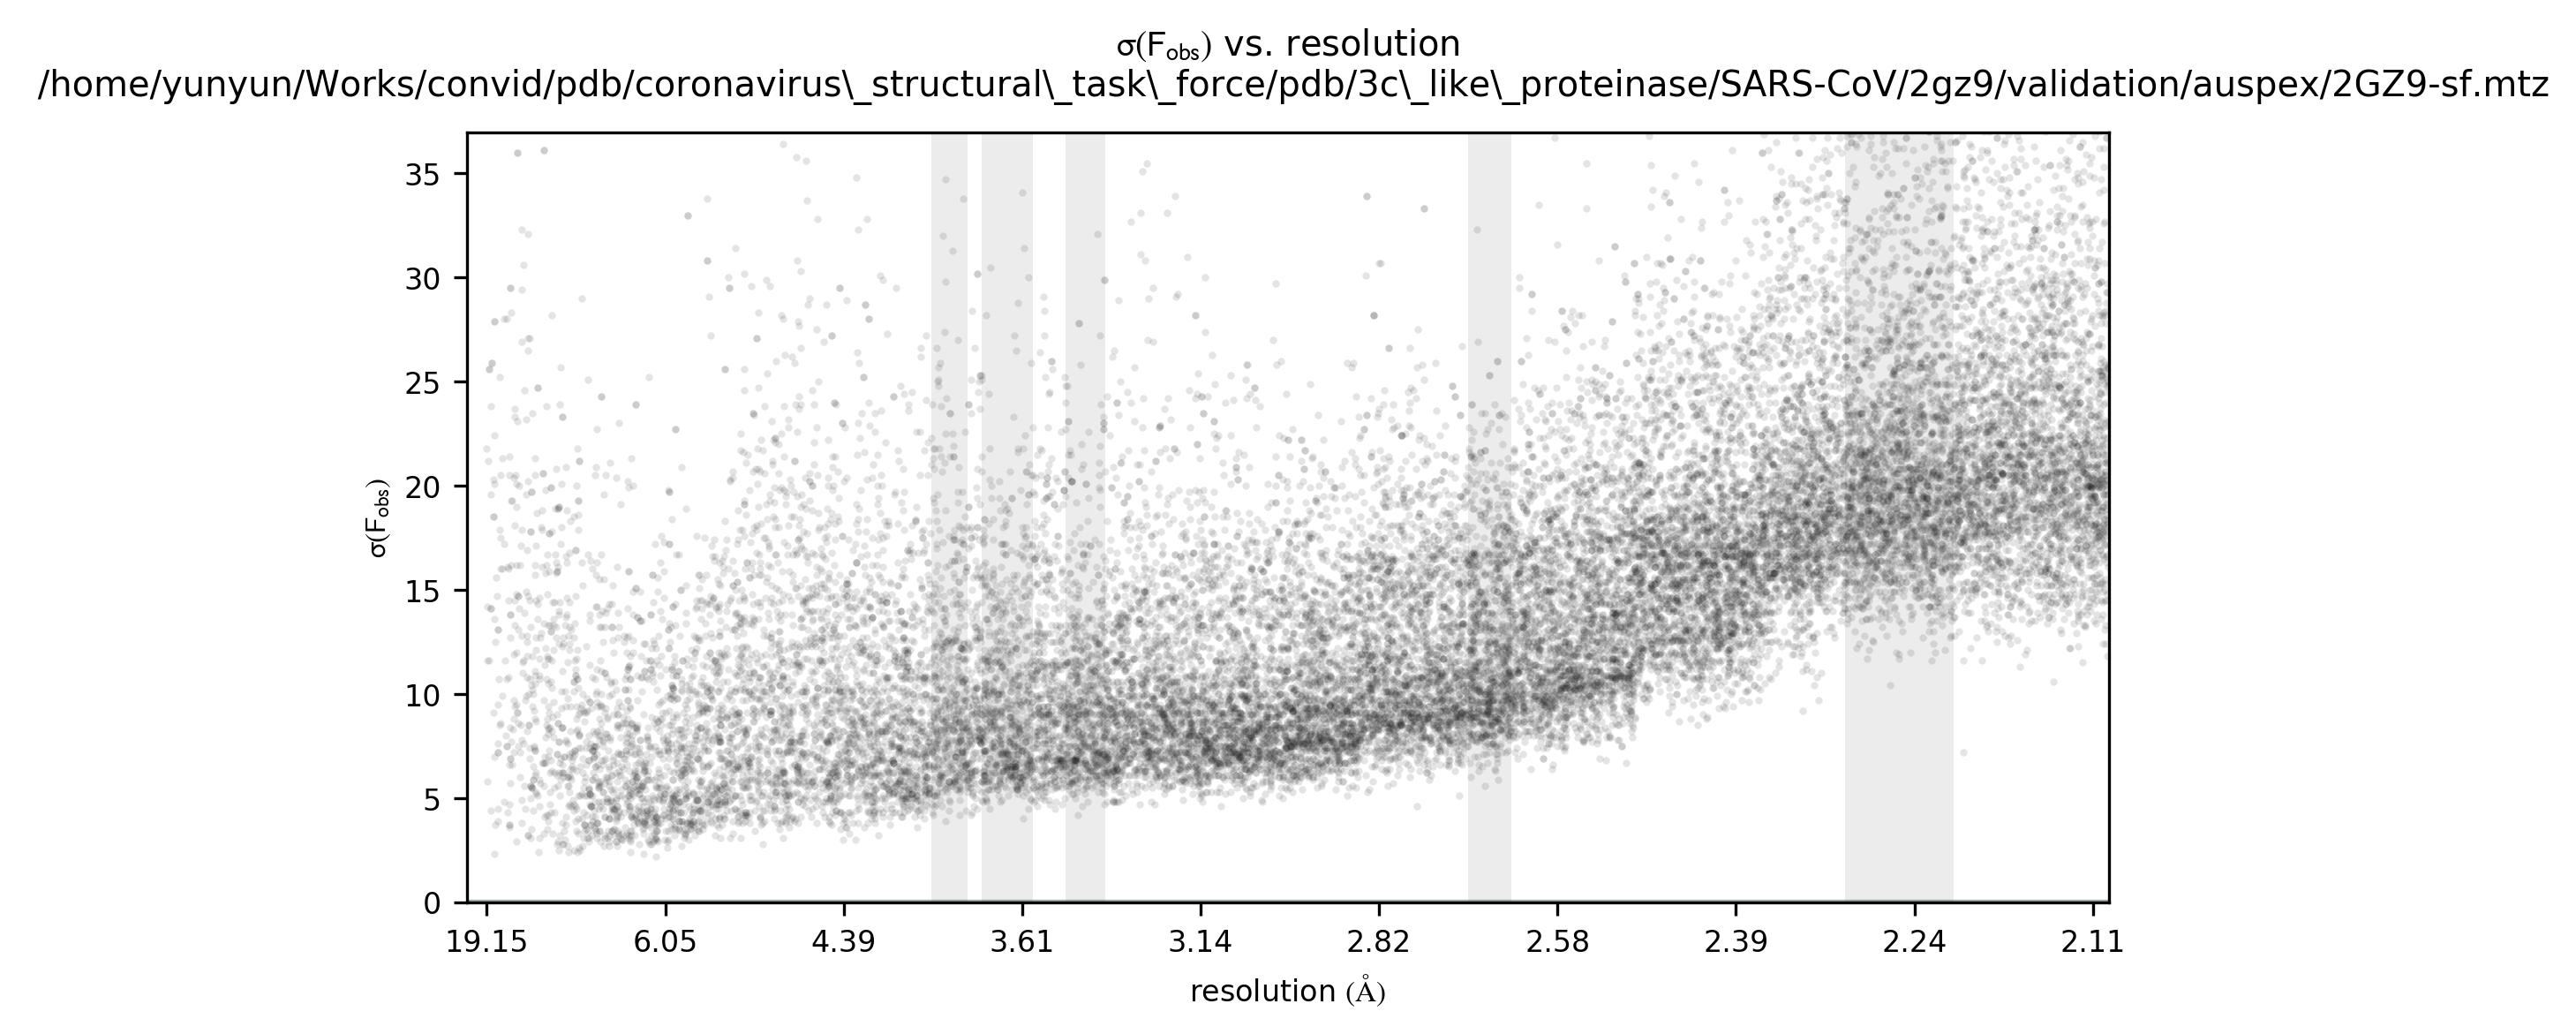 σ(Fobs) vs. resolution
/home/yunyun/Works/convid/pdb/coronavirus\_structural\_task\_force/pdb/3c\_like\_proteinase/SARS-CoV/2gz9/validation/auspex/2GZ9-sf.mtz
35
30
25
20
15
10
5
0
σ(Fobs)
19.15 6.05 4.39 3.61 3.14 2.82 2.58 2.39 2.24 2.11
resolution (Å)